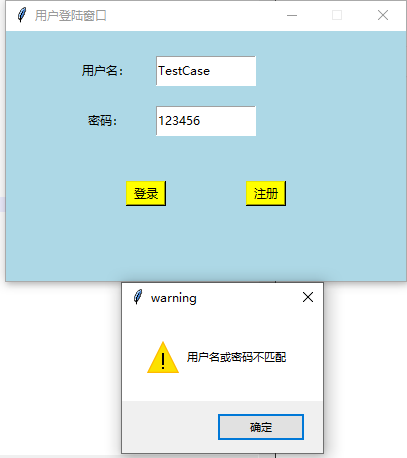 用户登陆窗口
用户名： TestCase
密码： 123456
登录 注册
warning
用户名或密码不匹配
确定